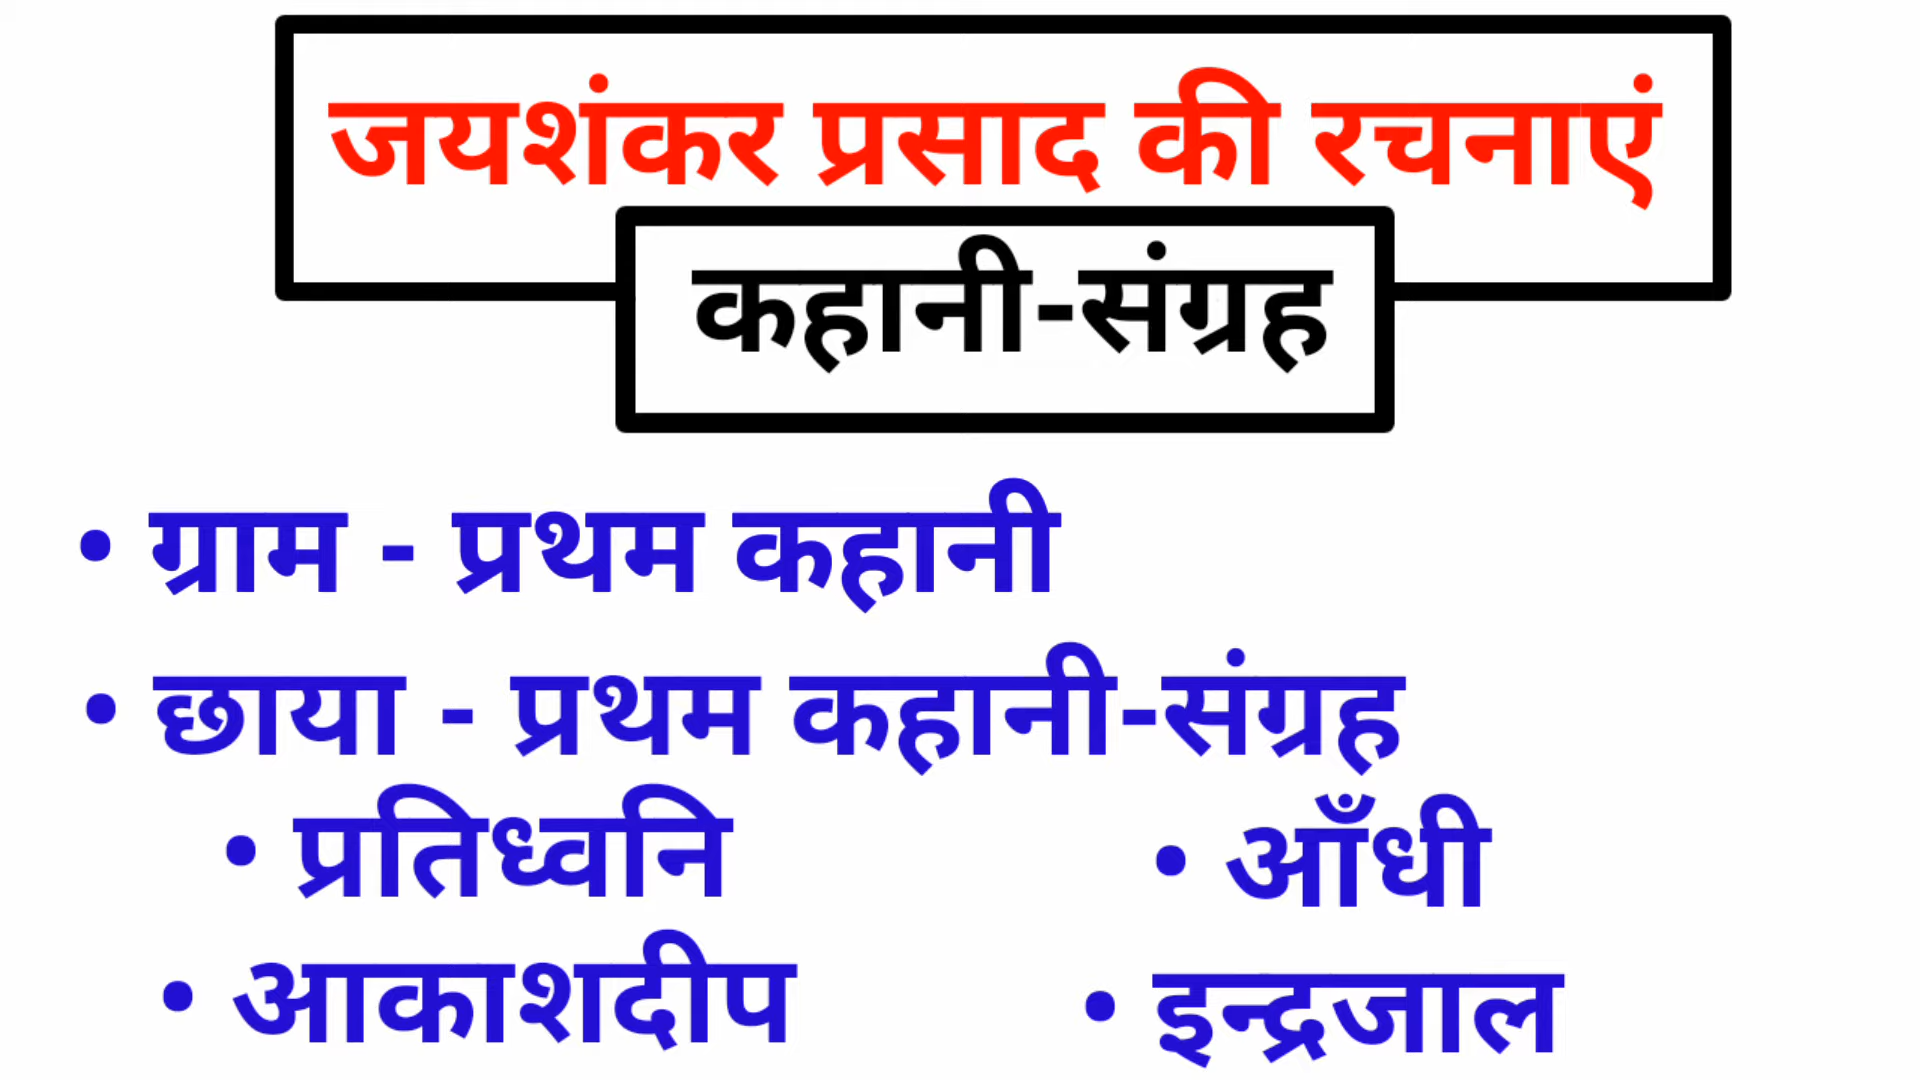 जयशंकर प्रसाद की रचनाएं
कहानी-संग्रह
• ग्राम - प्रथम कहानी
• छाया - प्रथम कहानी-संग्रह
• प्रतिध्वनि • आँधी
• आकाशदीप • इन्द्रजाल